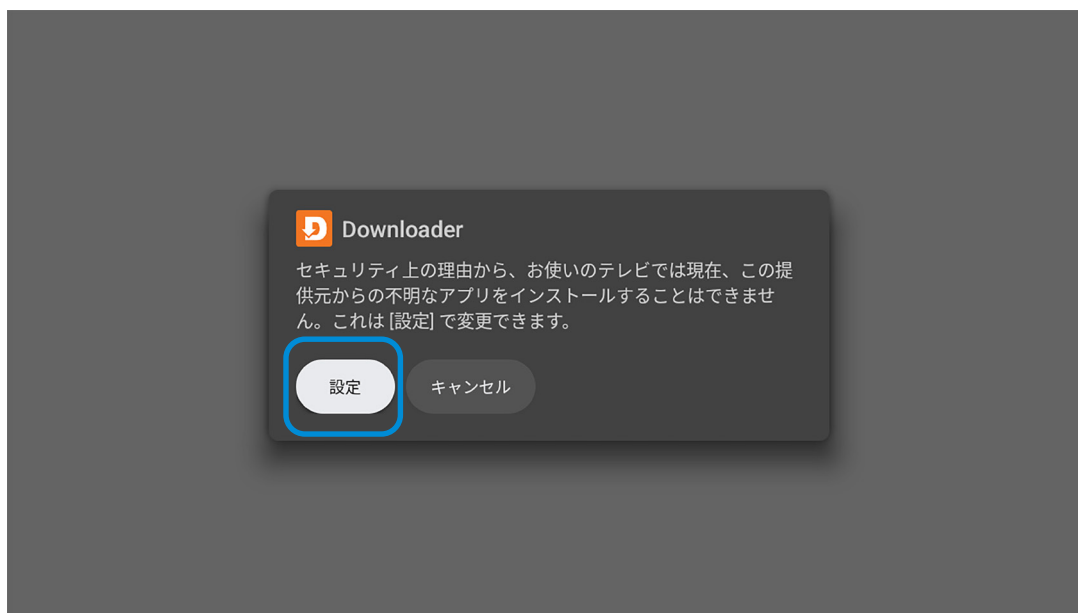 Downloader
セキュリティ上の理由から、お使いのテレビでは現在、この提
供元からの不明なアプリをインストールすることはできませ
ん。これは [設定] で変更できます。
設定 キャンセル